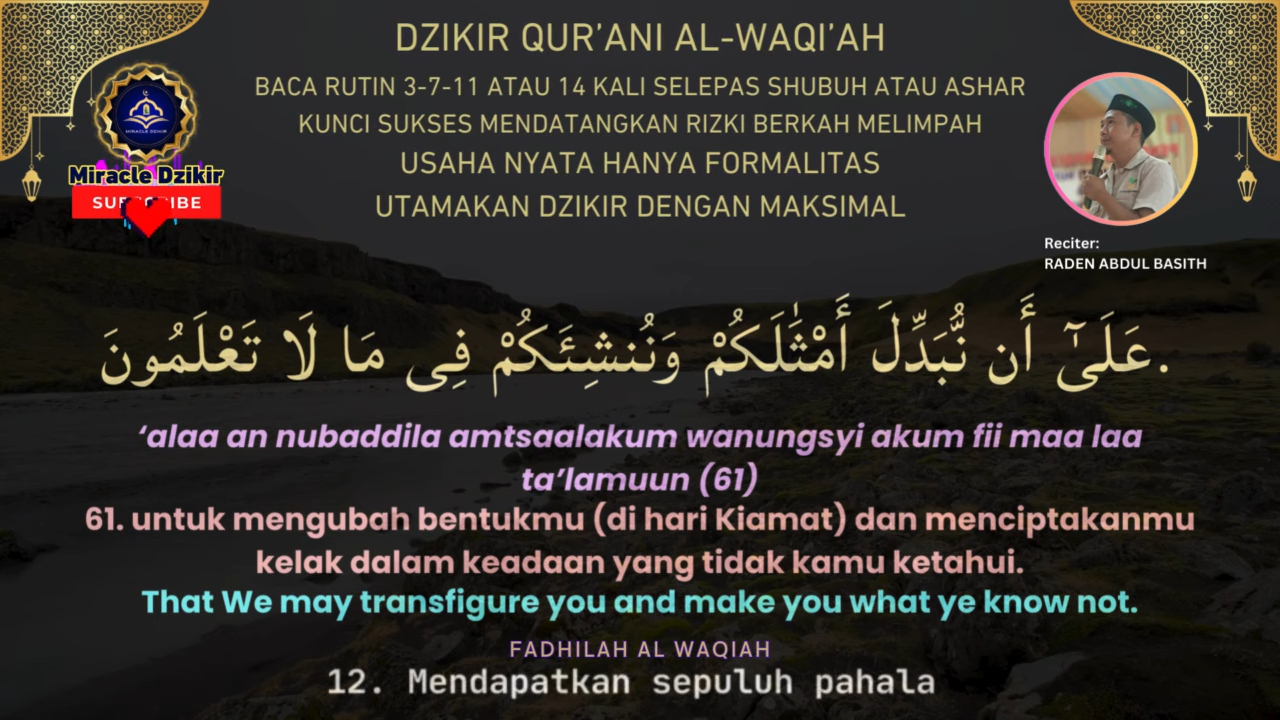 DZIKIR QUR'ANI AL-WAQI'AH
BACA RUTIN 3-7-11 ATAU 14 KALI SELEPAS SHUBUH ATAU ASHAR
KUNCI SUKSES MENDATANGKAN RIZKI BERKAH MELIMPAH
USAHA NYATA HANYA FORMALITAS
UTAMAKAN DZIKIR DENGAN MAKSIMAL
MIRACLE DZIKIR
Miracle Dzikir
Reciter:
RADEN ABDUL BASITH
عَلَىٰٓ أَن نُّبَدِّلَ أَمْثَـٰلَكُمْ وَنُنشِئَكُمْ فِى مَا لَا تَعْلَمُونَ.
‘alaa an nubaddila amtsaalakum wanungsyi akum fii maa laa
ta’lamuun (61)
61. untuk mengubah bentukmu (di hari Kiamat) dan menciptakanmu
kelak dalam keadaan yang tidak kamu ketahui.
That We may transfigure you and make you what ye know not.
FADHILAH AL WAQIAH
12. Mendapatkan sepuluh pahala